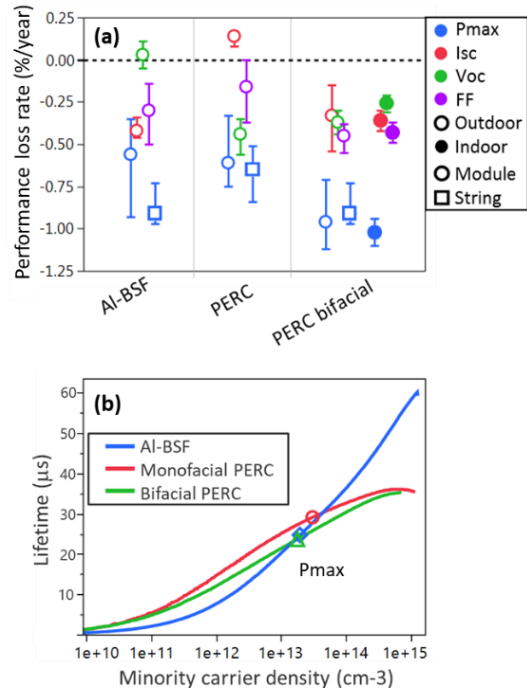 (a)
Performance loss rate (%/year)
0.25
0.00
-0.25
-0.50
-0.75
-1.00
-1.25
Al-BSF
PERC
PERC bifacial
Pmax
Isc
Voc
FF
Outdoor
Indoor
Module
String
(b)
Lifetime (μs)
60
50
40
30
20
10
Al-BSF
Monofacial PERC
Bifacial PERC
Pmax
1e+10 1e+11 1e+12 1e+13 1e+14 1e+15
Minority carrier density (cm-3)